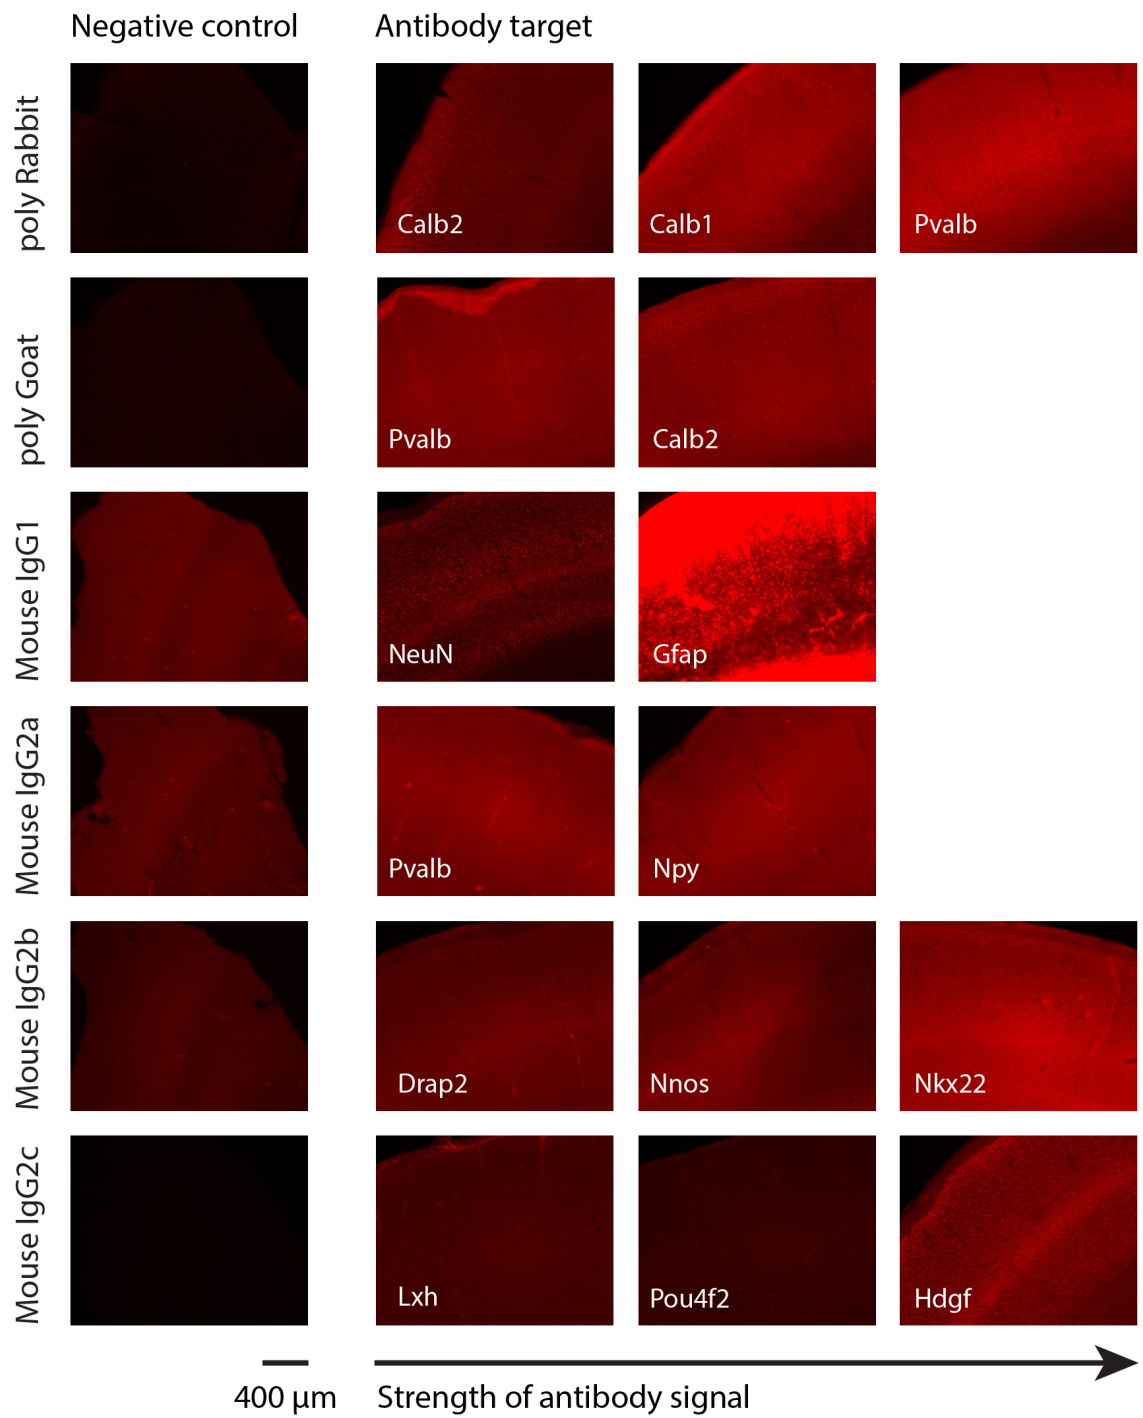 Negative control
Antibody target
poly Rabbit
Calb2
Calb1
Pvalb
poly Goat
Pvalb
Calb2
Mouse IgG1
NeuN
Gfap
Mouse IgG2a
Pvalb
Npy
Mouse IgG2b
Drap2
Nnos
Nkx22
Mouse IgG2c
Lxh
Pou4f2
Hdgf
400 µm
Strength of antibody signal